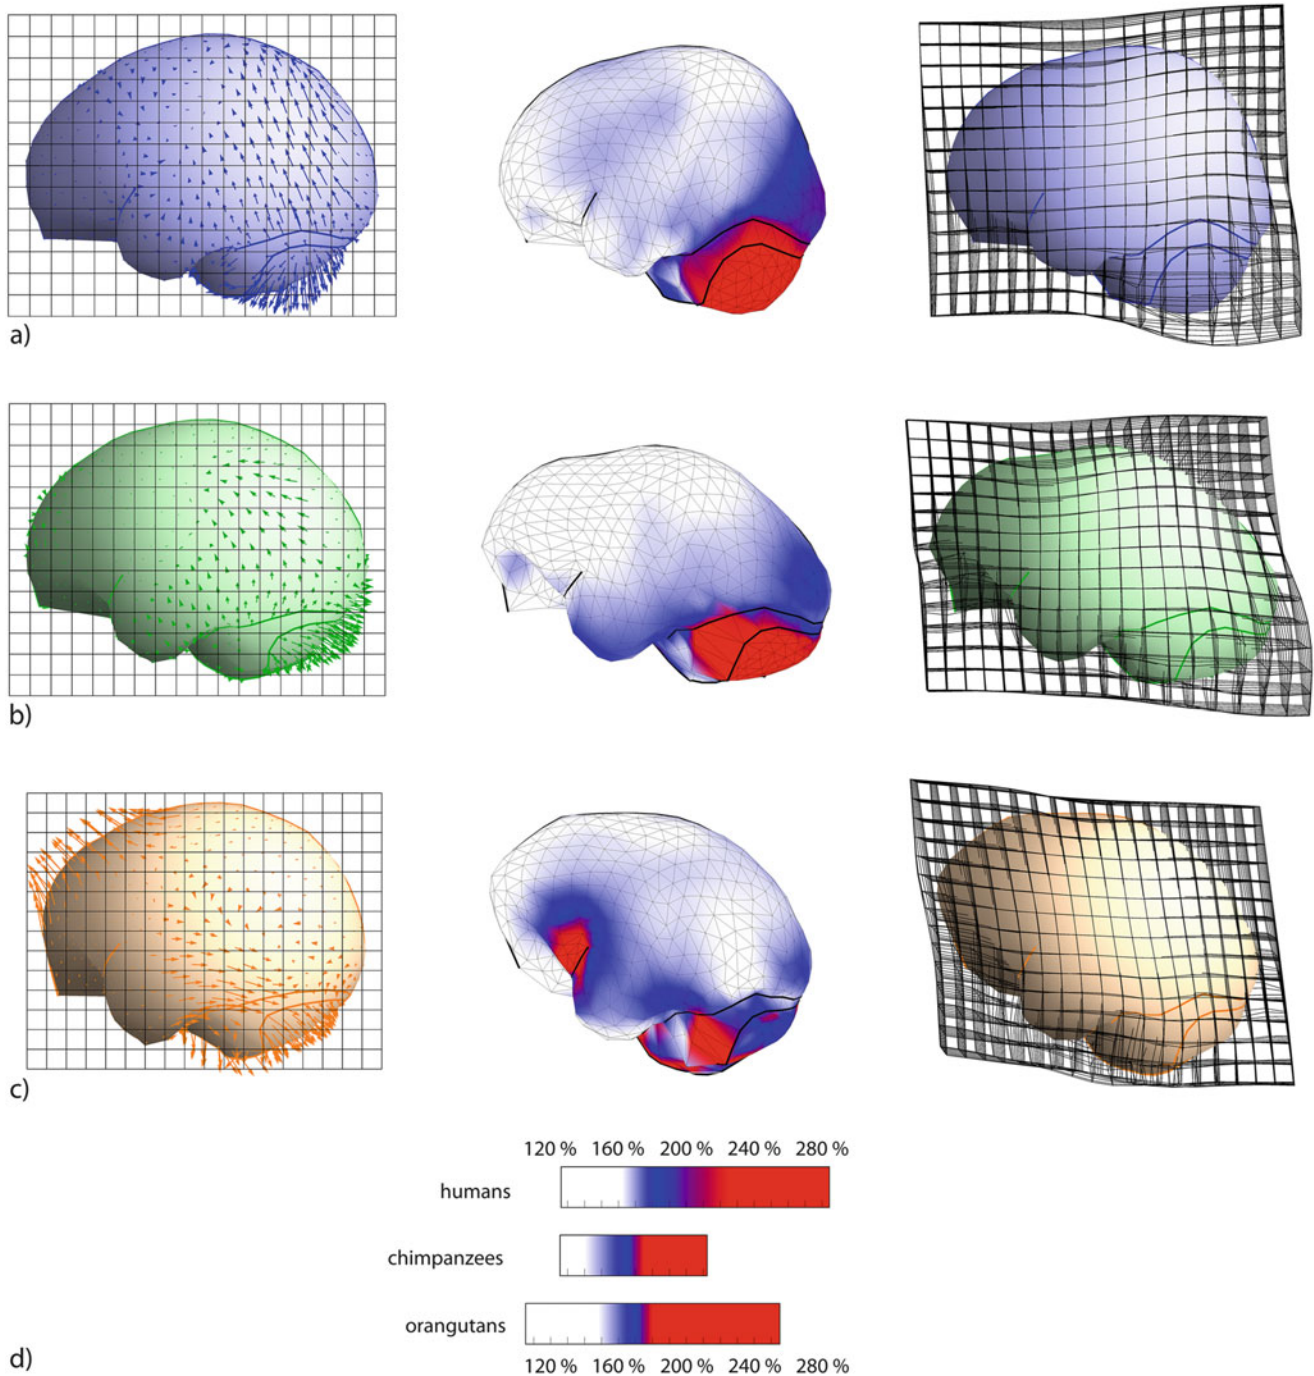 a)
b)
c)
120 % 160 % 200 % 240 % 280 %
humans
chimpanzees
orangutans
d)
120 % 160 % 200 % 240 % 280 %